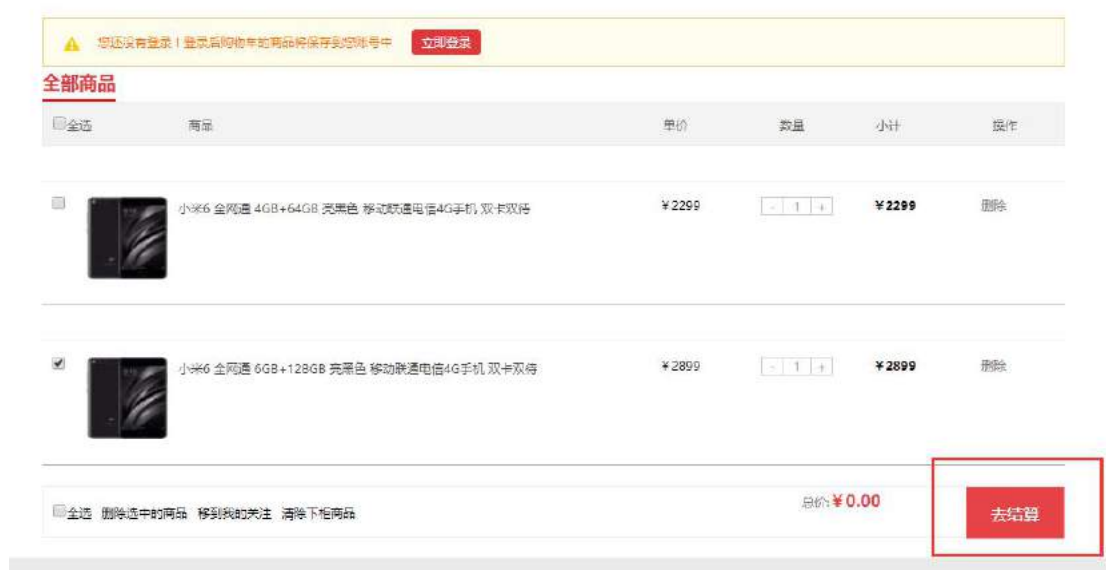 您还没有登录！登录后购物车的商品将保存到您账号中 立即登录
全部商品
全选 商品 单价 数量 小计 操作
小米6 全网通 4GB+64GB 亮黑色 移动联通电信4G手机 双卡双待 ¥2299 - 1 + ¥2299 删除
小米6 全网通 6GB+128GB 亮黑色 移动联通电信4G手机 双卡双待 ¥2899 - 1 + ¥2899 删除
全选 删除选中的商品 移到我的关注 清除下柜商品 总价:¥0.00 去结算